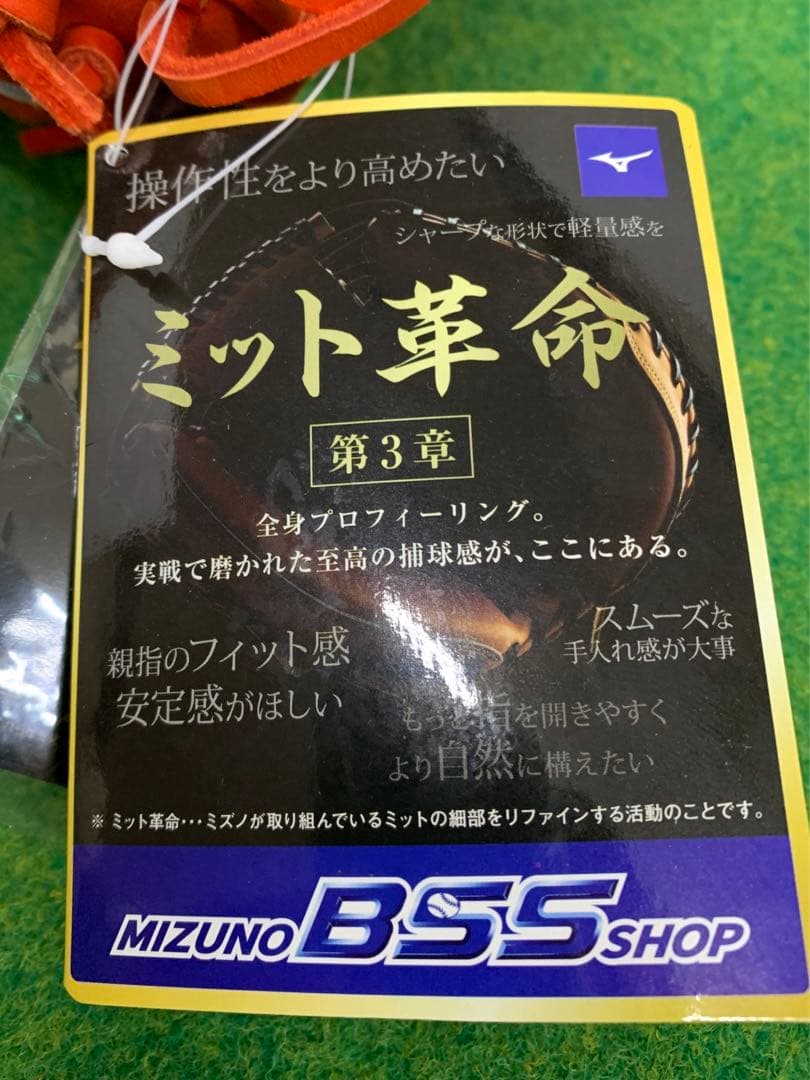 操作性をより高めたい
シャープな形状で軽量感を
ミット革命
第3章
全身プロフィーリング。
実戦で磨かれた至高の捕球感が、ここにある。
親指のフィット感
安定感がほしい
スムーズな
手入れ感が大事
もっと指を開きやすく
より自然に構えたい
※ ミット革命･･･ミズノが取り組んでいるミットの細部をリファインする活動のことです。
MIZUNO BSS SHOP